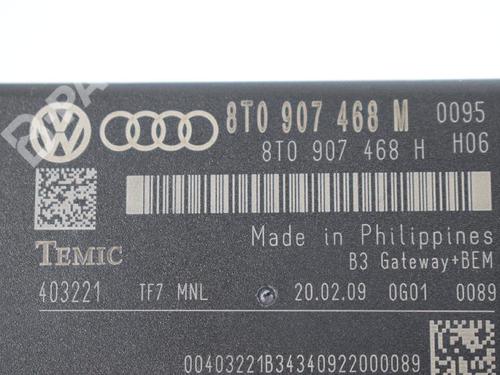 8T0 907 468 M 0095
8T0 907 468 H H06
TEMIC
Made in Philippines
B3 Gateway+BEM
403221 TF7 MNL 20.02.09 0G01 0089
00403221B34340922000089